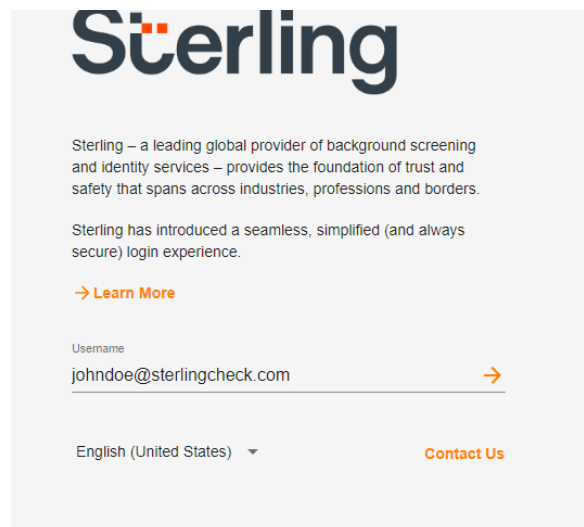 Sterling
Sterling – a leading global provider of background screening
and identity services – provides the foundation of trust and
safety that spans across industries, professions and borders.
Sterling has introduced a seamless, simplified (and always
secure) login experience.
Learn More
Username
johndoe@sterlingcheck.com
English (United States)
Contact Us